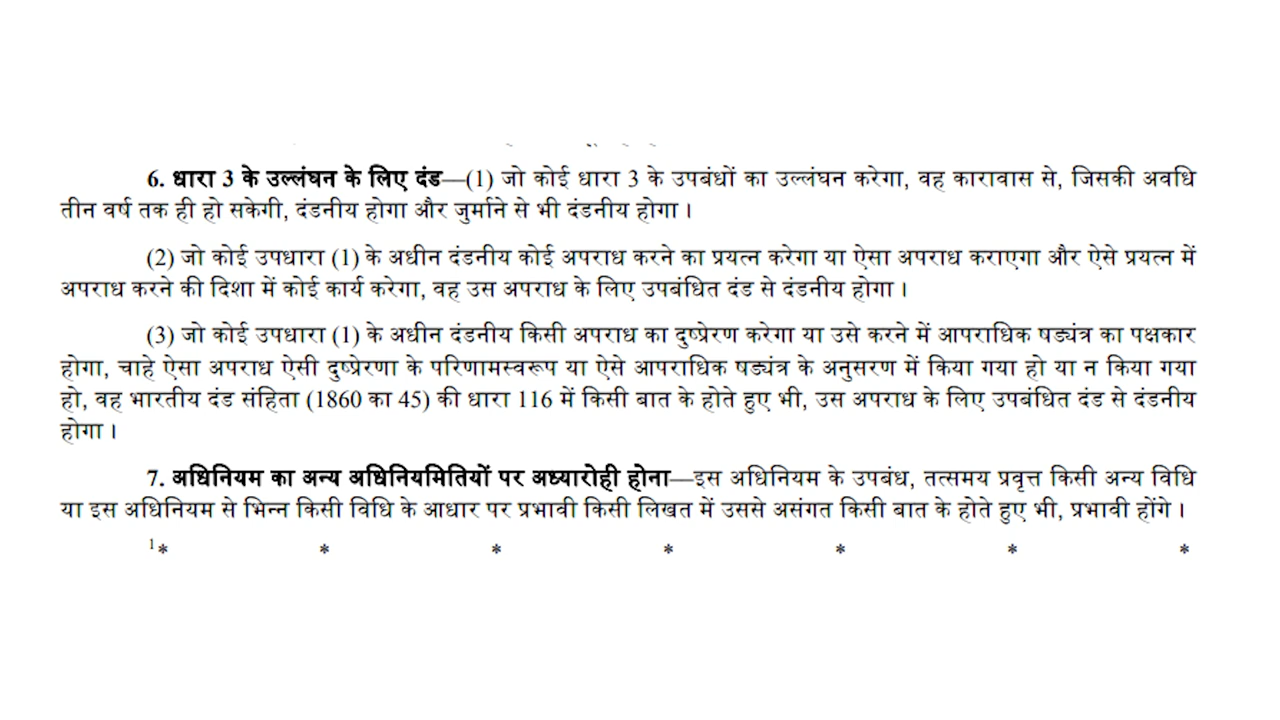 6. धारा 3 के उल्लंघन के लिए दंड—(1) जो कोई धारा 3 के उपबंधों का उल्लंघन करेगा, वह कारावास से, जिसकी अवधि
तीन वर्ष तक ही हो सकेगी, दंडनीय होगा और जुर्माने से भी दंडनीय होगा।
(2) जो कोई उपधारा (1) के अधीन दंडनीय कोई अपराध करने का प्रयत्न करेगा या ऐसा अपराध कराएगा और ऐसे प्रयत्न में
अपराध करने की दिशा में कोई कार्य करेगा, वह उस अपराध के लिए उपबंधित दंड से दंडनीय होगा।
(3) जो कोई उपधारा (1) के अधीन दंडनीय किसी अपराध का दुष्प्रेरण करेगा या उसे करने में आपराधिक षड्यंत्र का पक्षकार
होगा, चाहे ऐसा अपराध ऐसी दुष्प्रेरणा के परिणामस्वरूप या ऐसे आपराधिक षड्यंत्र के अनुसरण में किया गया हो या न किया गया
हो, वह भारतीय दंड संहिता (1860 का 45) की धारा 116 में किसी बात के होते हुए भी, उस अपराध के लिए उपबंधित दंड से दंडनीय
होगा।
7. अधिनियम का अन्य अधिनियमितियों पर अध्यारोही होना—इस अधिनियम के उपबंध, तत्समय प्रवृत्त किसी अन्य विधि
या इस अधिनियम से भिन्न किसी विधि के आधार पर प्रभावी किसी लिखत में उससे असंगत किसी बात के होते हुए भी, प्रभावी होंगे।
1* * * * * * *